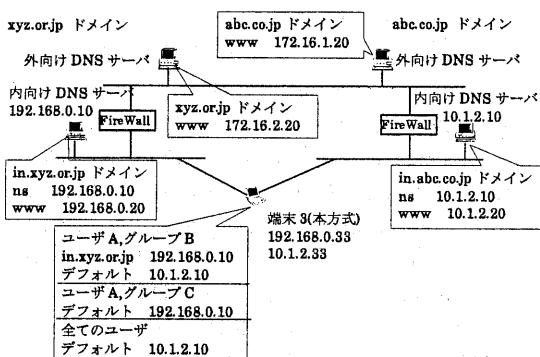 xyz.or.jp ドメイン
abc.co.jp ドメイン
www 172.16.1.20
abc.co.jp ドメイン
外向け DNS サーバ
外向け DNS サーバ
内向け DNS サーバ
192.168.0.10
FireWall
xyz.or.jp ドメイン
www 172.16.2.20
FireWall
内向け DNS サーバ
10.1.2.10
in.xyz.or.jp ドメイン
ns 192.168.0.10
www 192.168.0.20
in.abc.co.jp ドメイン
ns 10.1.2.10
www 10.1.2.20
端末 3(本方式)
192.168.0.33
10.1.2.33
ユーザ A,グループ B
in.xyz.or.jp 192.168.0.10
デフォルト 10.1.2.10
ユーザ A,グループ C
デフォルト 192.168.0.10
全てのユーザ
デフォルト 10.1.2.10